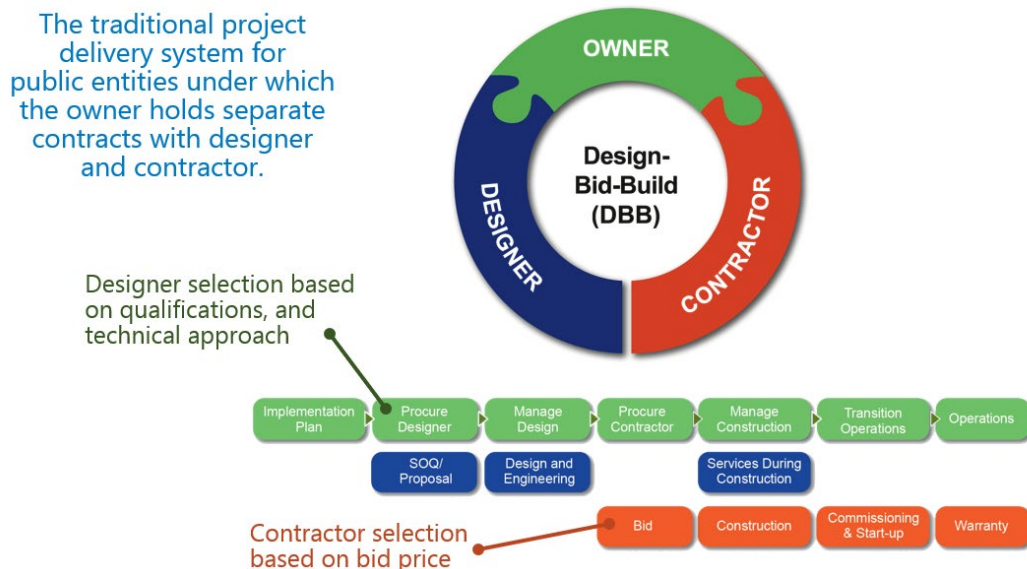 The traditional project
delivery system for
public entities under which
the owner holds separate
contracts with designer
and contractor.
OWNER
DESIGNER
CONTRACTOR
Design-
Bid-Build
(DBB)
Designer selection based
on qualifications, and
technical approach
Implementation
Plan
Procure
Designer
Manage
Design
Procure
Contractor
Manage
Construction
Transition
Operations
Operations
SOQ/
Proposal
Design and
Engineering
Services During
Construction
Bid
Construction
Commissioning
& Start-up
Warranty
Contractor selection
based on bid price